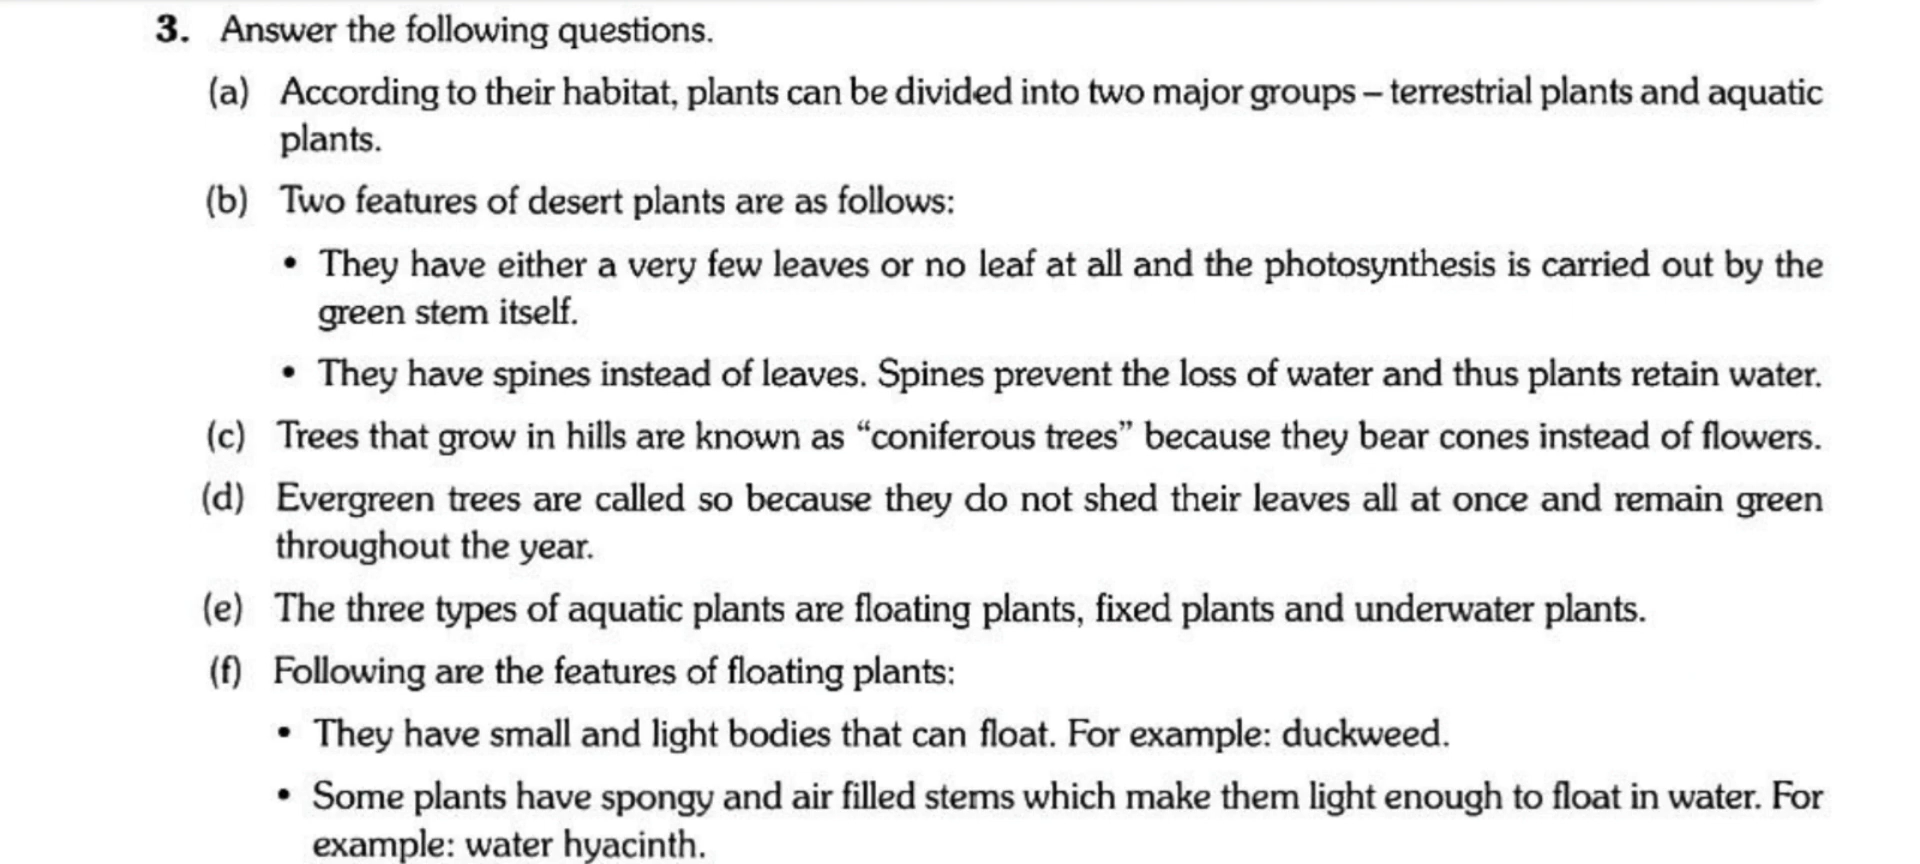 3. Answer the following questions.
(a) According to their habitat, plants can be divided into two major groups – terrestrial plants and aquatic
plants.
(b) Two features of desert plants are as follows:
• They have either a very few leaves or no leaf at all and the photosynthesis is carried out by the
green stem itself.
• They have spines instead of leaves. Spines prevent the loss of water and thus plants retain water.
(c) Trees that grow in hills are known as “coniferous trees” because they bear cones instead of flowers.
(d) Evergreen trees are called so because they do not shed their leaves all at once and remain green
throughout the year.
(e) The three types of aquatic plants are floating plants, fixed plants and underwater plants.
(f) Following are the features of floating plants:
• They have small and light bodies that can float. For example: duckweed.
• Some plants have spongy and air filled stems which make them light enough to float in water. For
example: water hyacinth.